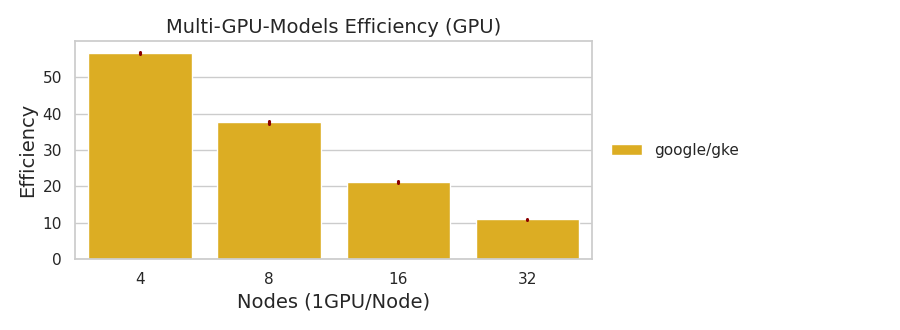 Multi-GPU-Models Efficiency (GPU)
Efficiency
50
40
30
20
10
0
4 8 16 32
Nodes (1GPU/Node)
google/gke